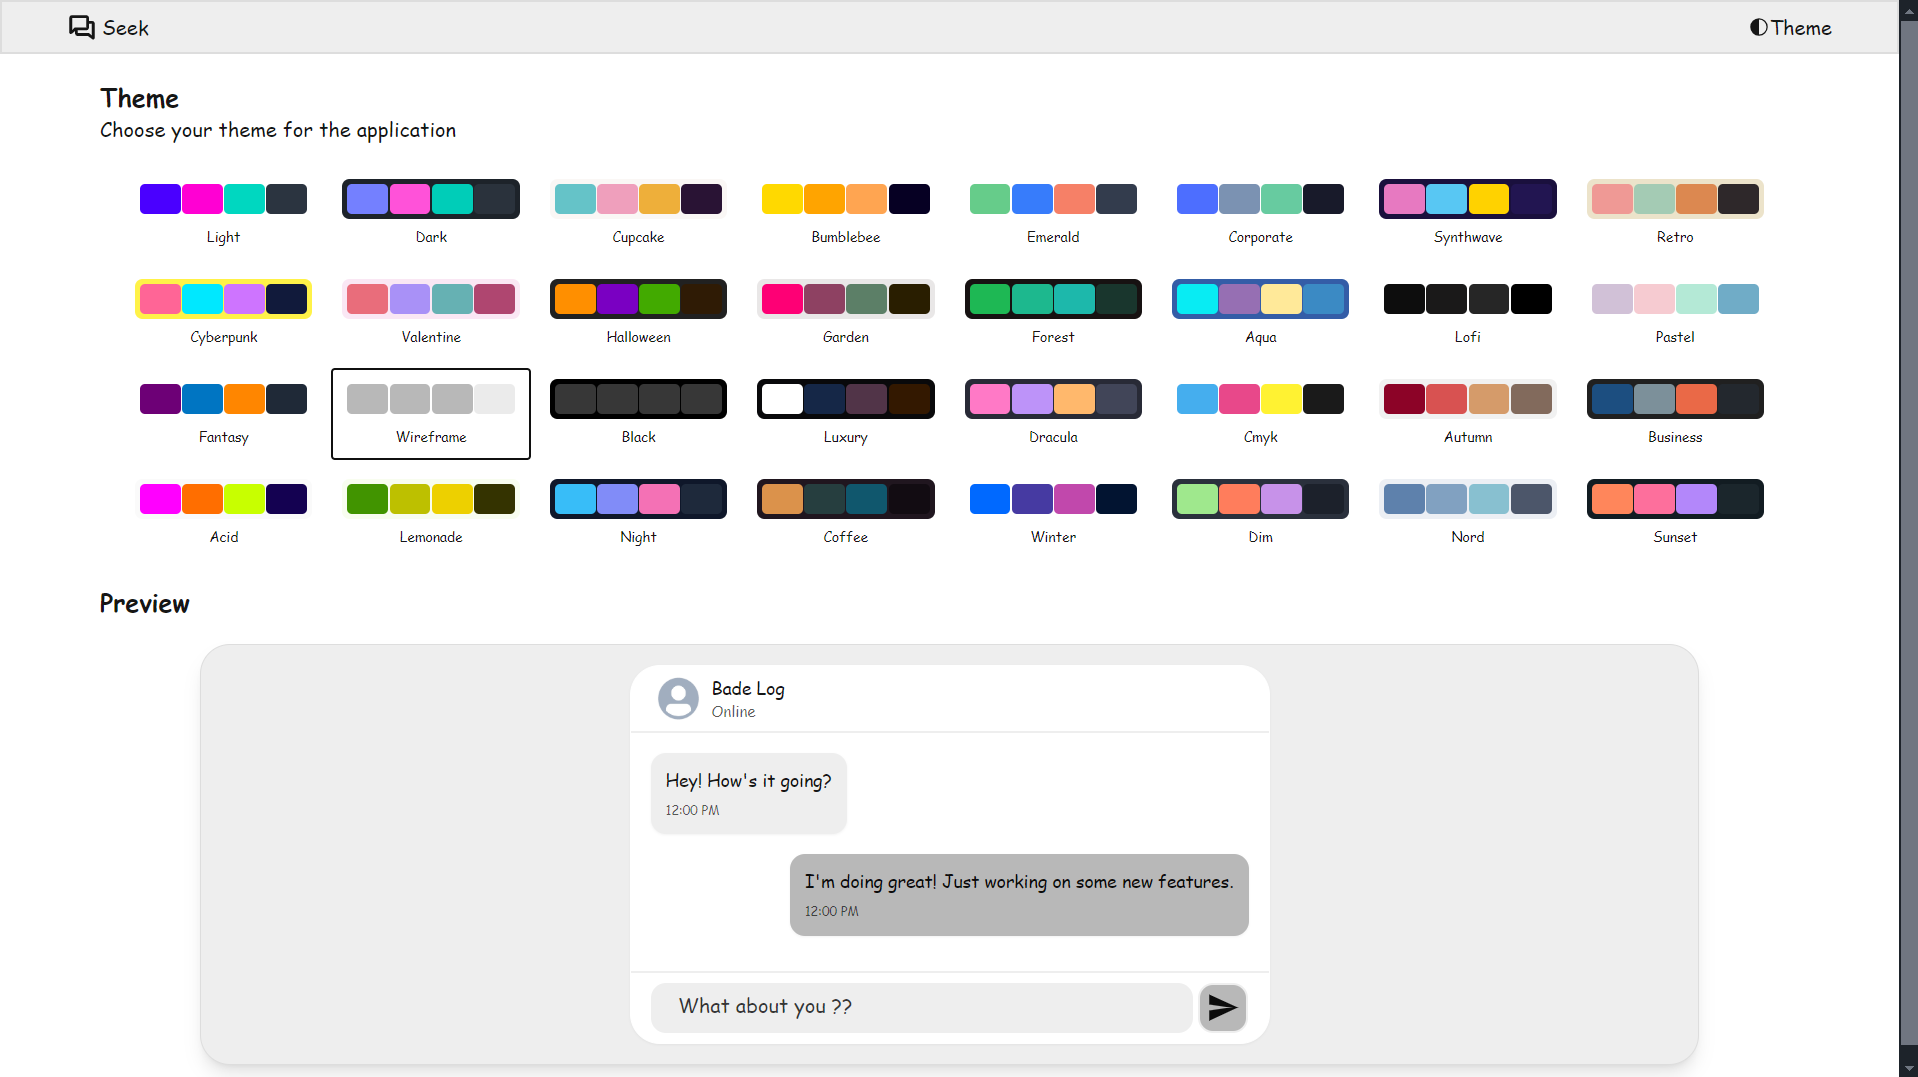 Seek
Theme
Theme
Choose your theme for the application
Light
Dark
Cupcake
Bumblebee
Emerald
Corporate
Synthwave
Retro
Cyberpunk
Valentine
Halloween
Garden
Forest
Aqua
Lofi
Pastel
Fantasy
Wireframe
Black
Luxury
Dracula
Cmyk
Autumn
Business
Acid
Lemonade
Night
Coffee
Winter
Dim
Nord
Sunset
Preview
Bade Log
Online
Hey! How's it going?
12:00 PM
I'm doing great! Just working on some new features.
12:00 PM
What about you ??